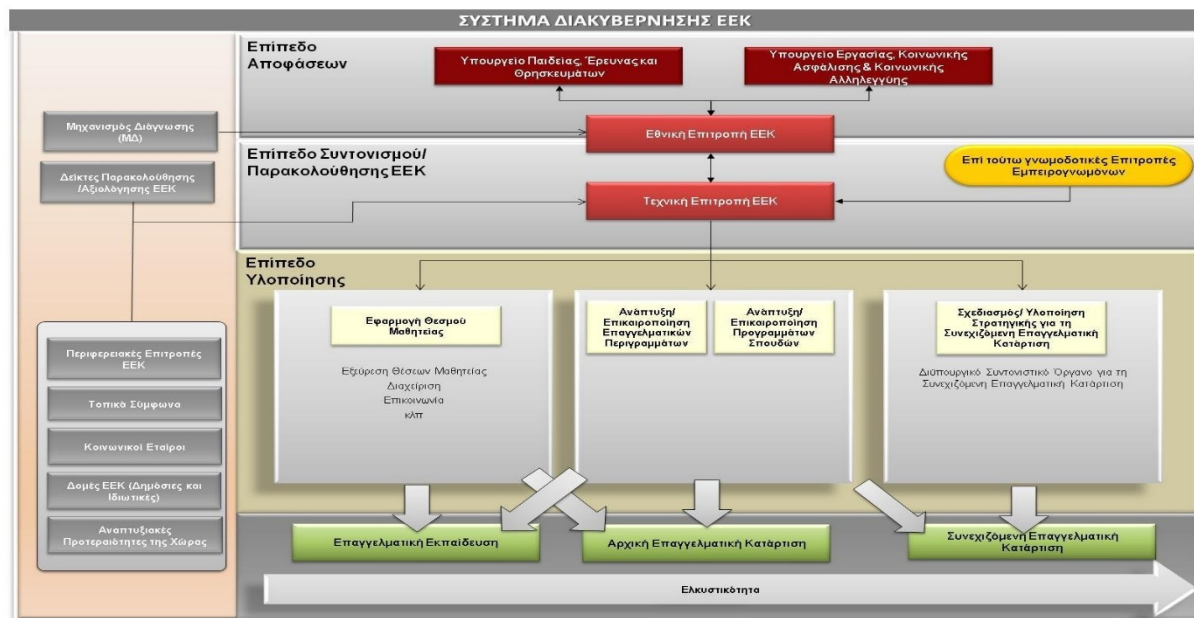 ΣΥΣΤΗΜΑ ΔΙΑΚΥΒΕΡΝΗΣΗΣ ΕΕΚ
Επίπεδο
Αποφάσεων
Υπουργείο Παιδείας, Έρευνας και
Θρησκευμάτων
Υπουργείο Εργασίας, Κοινωνικής
Ασφάλισης & Κοινωνικής
Αλληλεγγύης
Μηχανισμός Διάγνωσης
(ΜΔ)
Εθνική Επιτροπή ΕΕΚ
Επίπεδο Συντονισμού/
Παρακολούθησης ΕΕΚ
Δείκτες Παρακολούθησης
/Αξιολόγησης ΕΕΚ
Επί τούτω γνωμοδοτικές Επιτροπές
Εμπειρογνωμόνων
Τεχνική Επιτροπή ΕΕΚ
Επίπεδο
Υλοποίησης
Εφαρμογή Θεσμού
Μαθητείας
Εξεύρεση Θέσεων Μαθητείας
Διαχείριση
Επικοινωνία
κλπ
Ανάπτυξη/
Επικαιροποίηση
Επαγγελματικών
Περιγραμμάτων
Ανάπτυξη/
Επικαιροποίηση
Προγραμμάτων
Σπουδών
Σχεδιασμός/ Υλοποίηση
Στρατηγικής για τη
Συνεχιζόμενη Επαγγελματική
Κατάρτιση
Διϋπουργικό Συντονιστικό Όργανο για τη
Συνεχιζόμενη Επαγγελματική Κατάρτιση
Περιφερειακές Επιτροπές
ΕΕΚ
Τοπικά Σύμφωνα
Κοινωνικοί Εταίροι
Δομές ΕΕΚ (Δημόσιες και
Ιδιωτικές)
Αναπτυξιακές
Προτεραιότητες της Χώρας
Επαγγελματική Εκπαίδευση
Αρχική Επαγγελματική Κατάρτιση
Συνεχιζόμενη Επαγγελματική
Κατάρτιση
Ελκυστικότητα